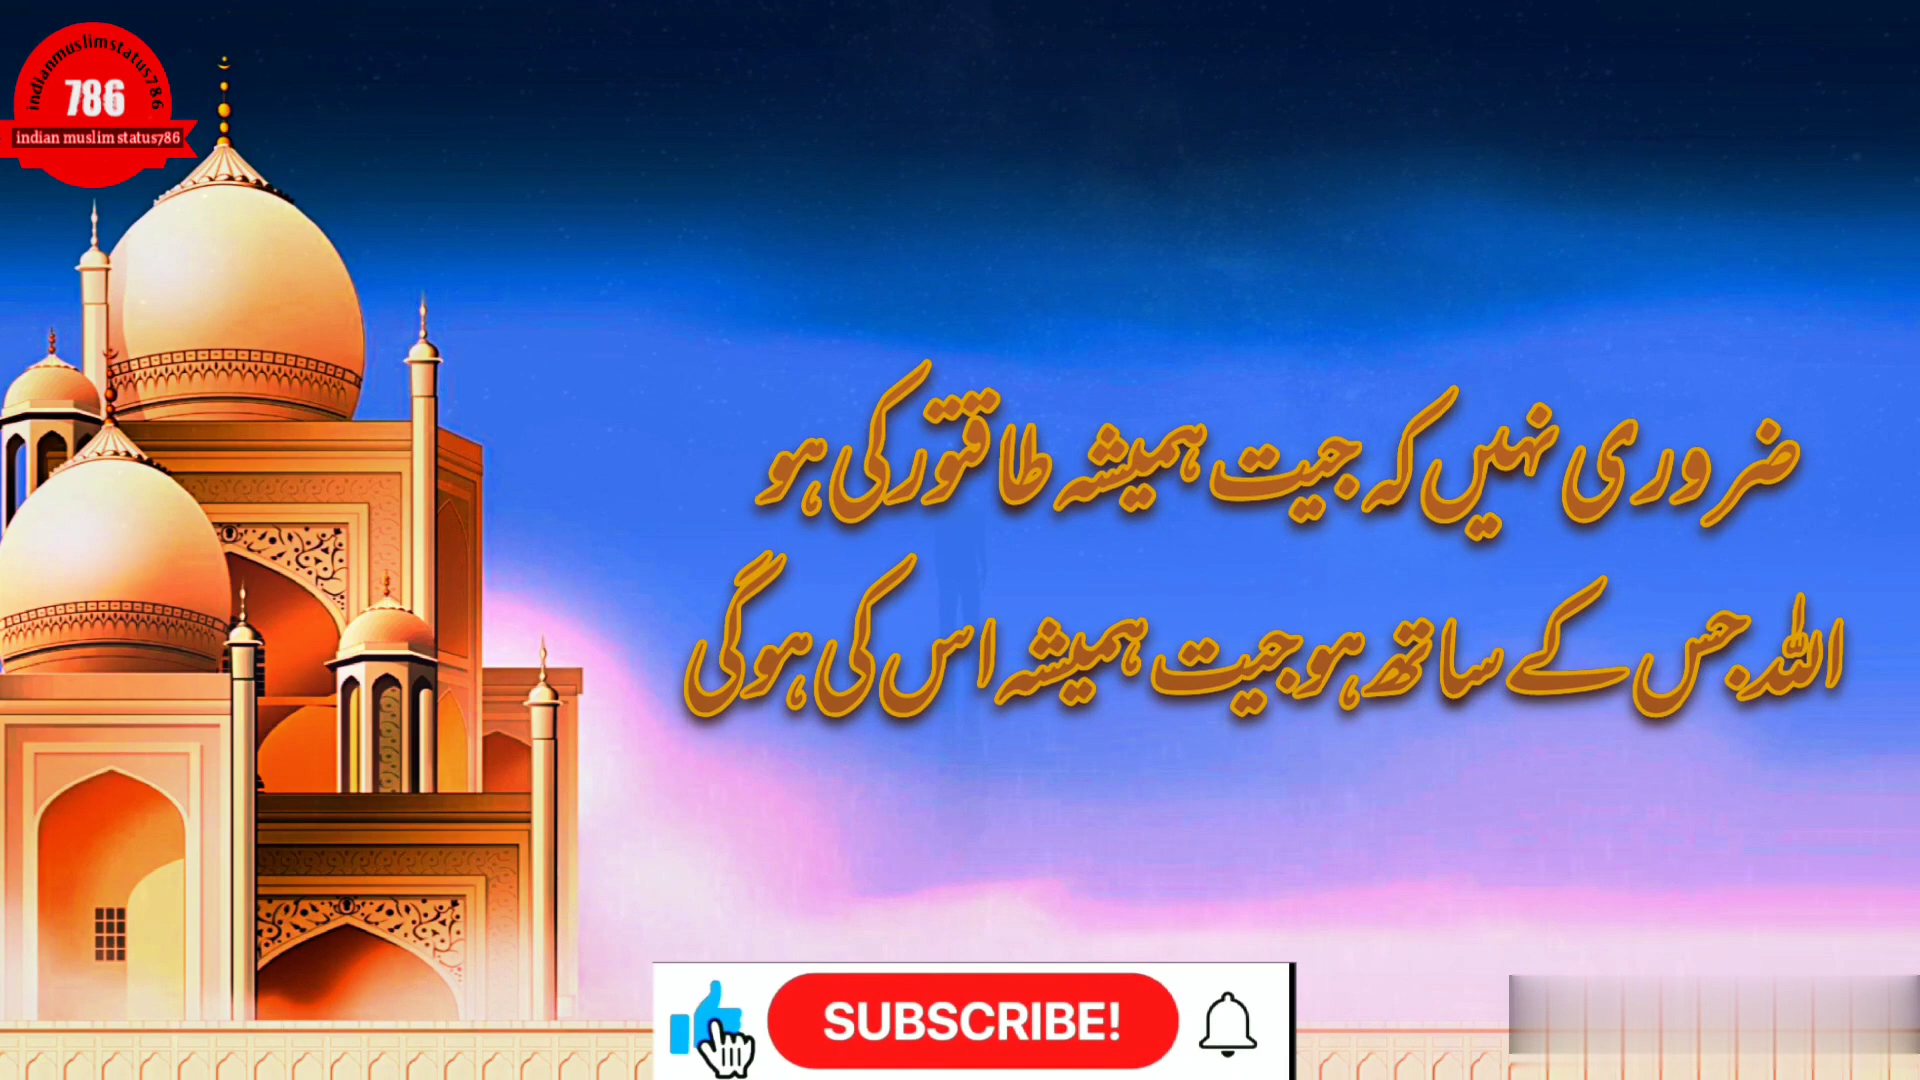 indianmuslimstatus786
786
indian muslim status786
ضروری نہیں کہ جیت ہمیشہ طاقتور کی ہو
اللہ جس کے ساتھ ہو جیت ہمیشہ اس کی ہوگی
SUBSCRIBE!